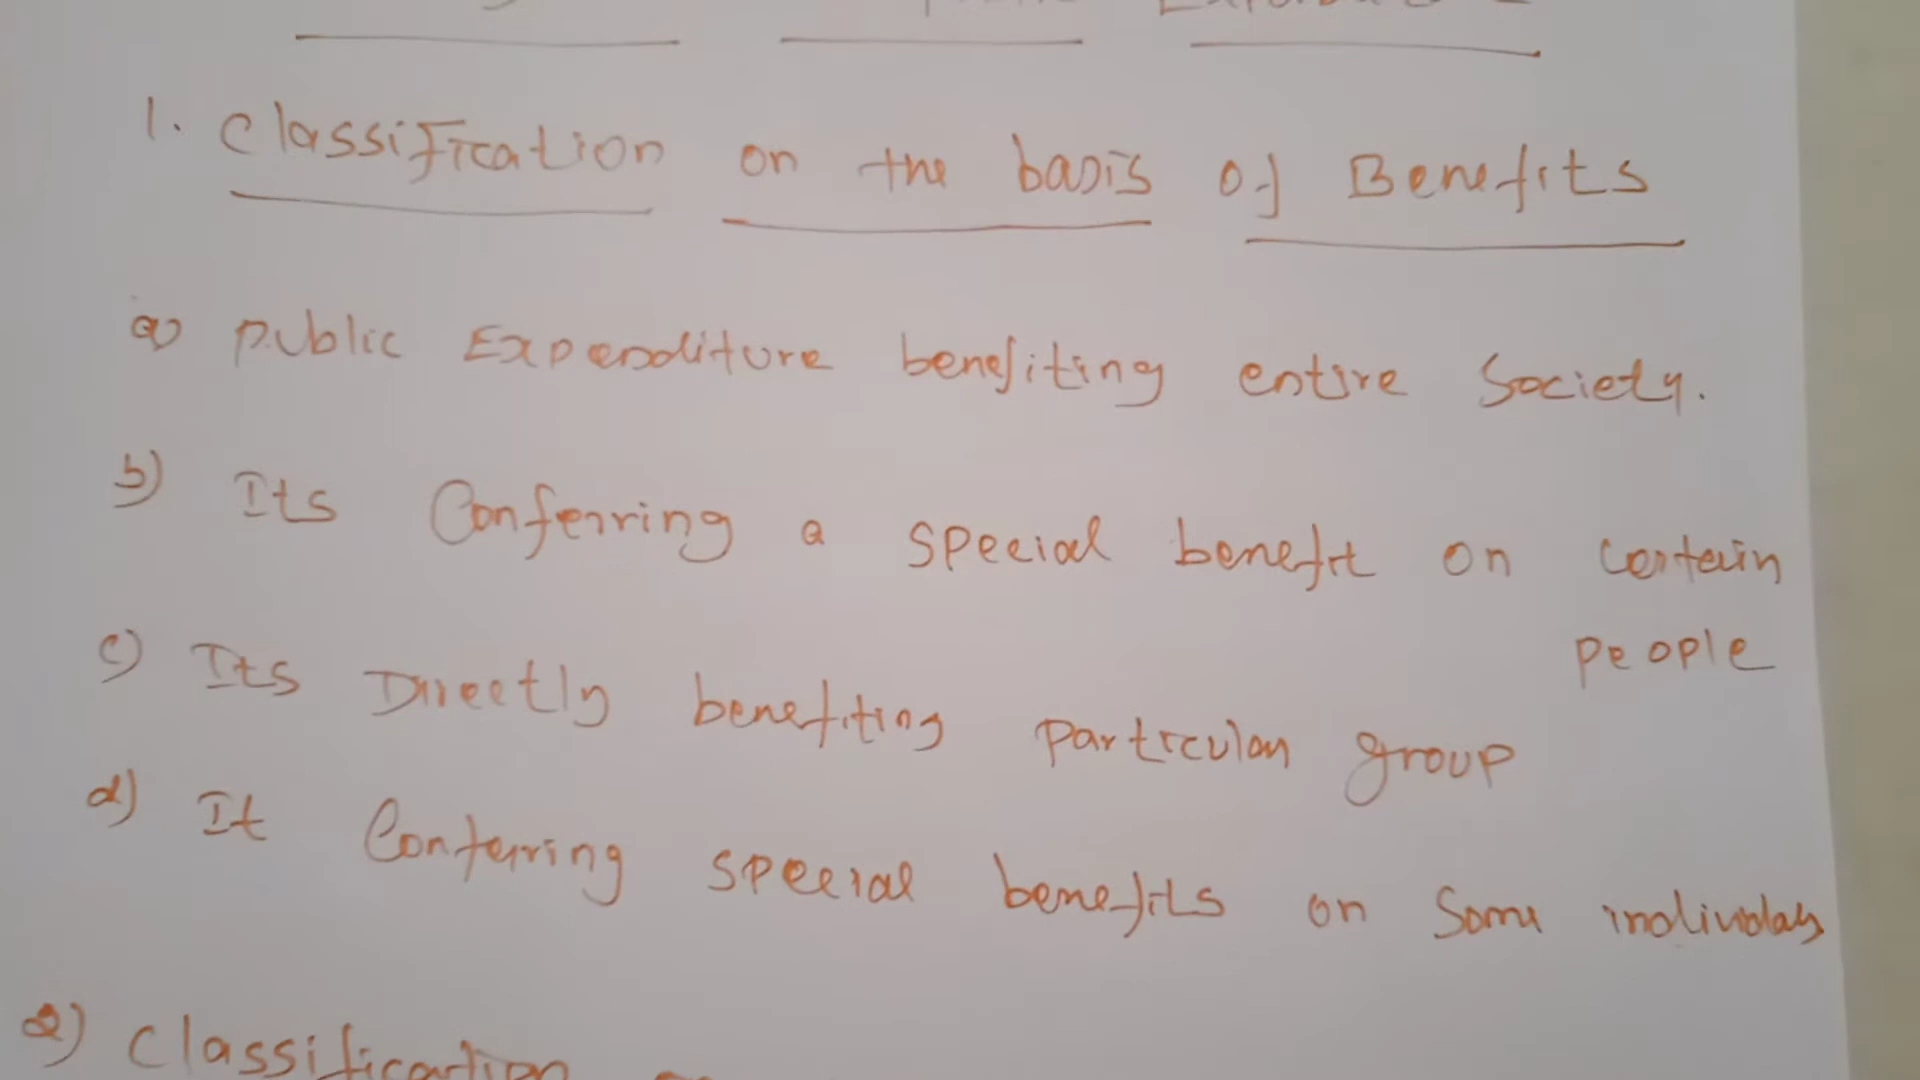 1. Classification on the basis of Benefits
a) Public Expenditure benefiting entire Society.
b) Its Conferring a special benefit on certain
people
c) Its Directly benefiting particular group
d) It Conferring special benefits on Some
2) Classification